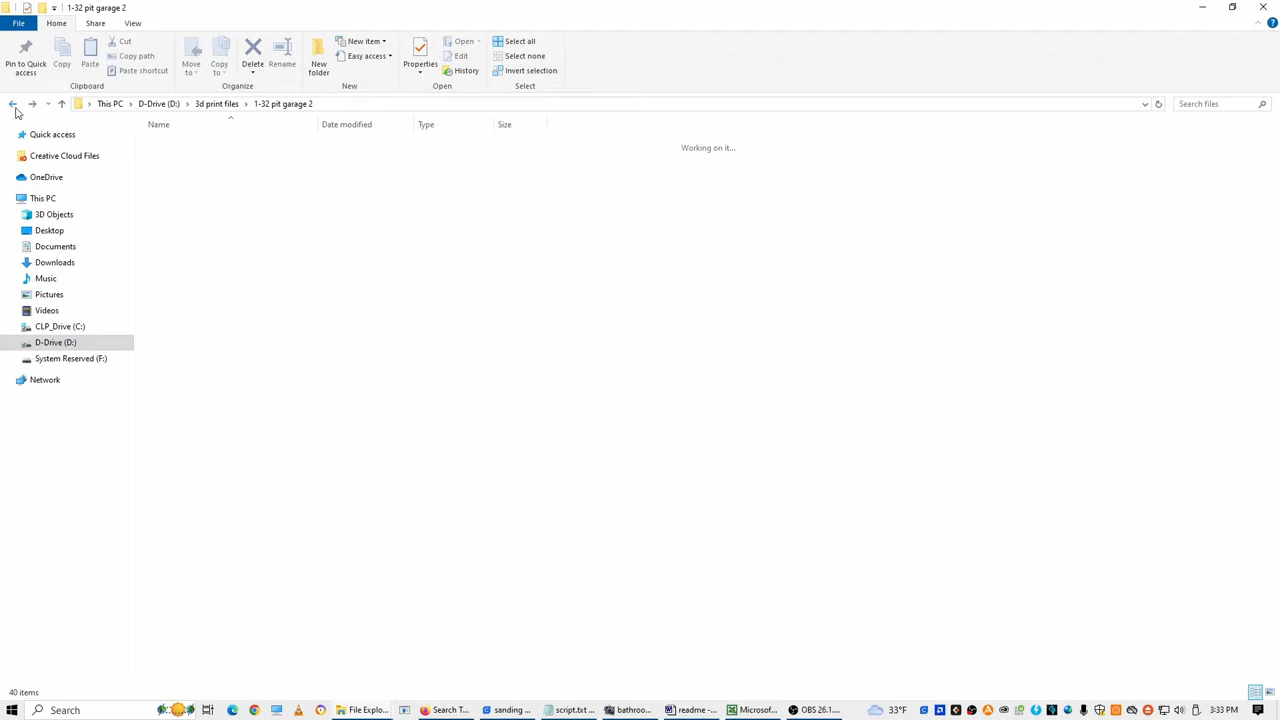 1-32 pit garage 2
File Home Share View
Pin to Quick access
Copy
Paste
Cut
Copy path
Paste shortcut
Clipboard
Move to
Copy to
Delete
Rename
Organize
New folder
New item
Easy access
New
Properties
Open
Edit
History
Open
Select all
Select none
Invert selection
Select
This PC D-Drive (D:) 3d print files 1-32 pit garage 2
Search files
Name Date modified Type Size
Working on it...
Quick access
Creative Cloud Files
OneDrive
This PC
3D Objects
Desktop
Documents
Downloads
Music
Pictures
Videos
CLP_Drive (C:)
D-Drive (D:)
System Reserved (F:)
Network
40 items
Search
File Explo...
Search T...
sanding ...
script.txt ...
bathroo...
readme -...
Microsof...
OBS 26.1....
33°F
3:33 PM